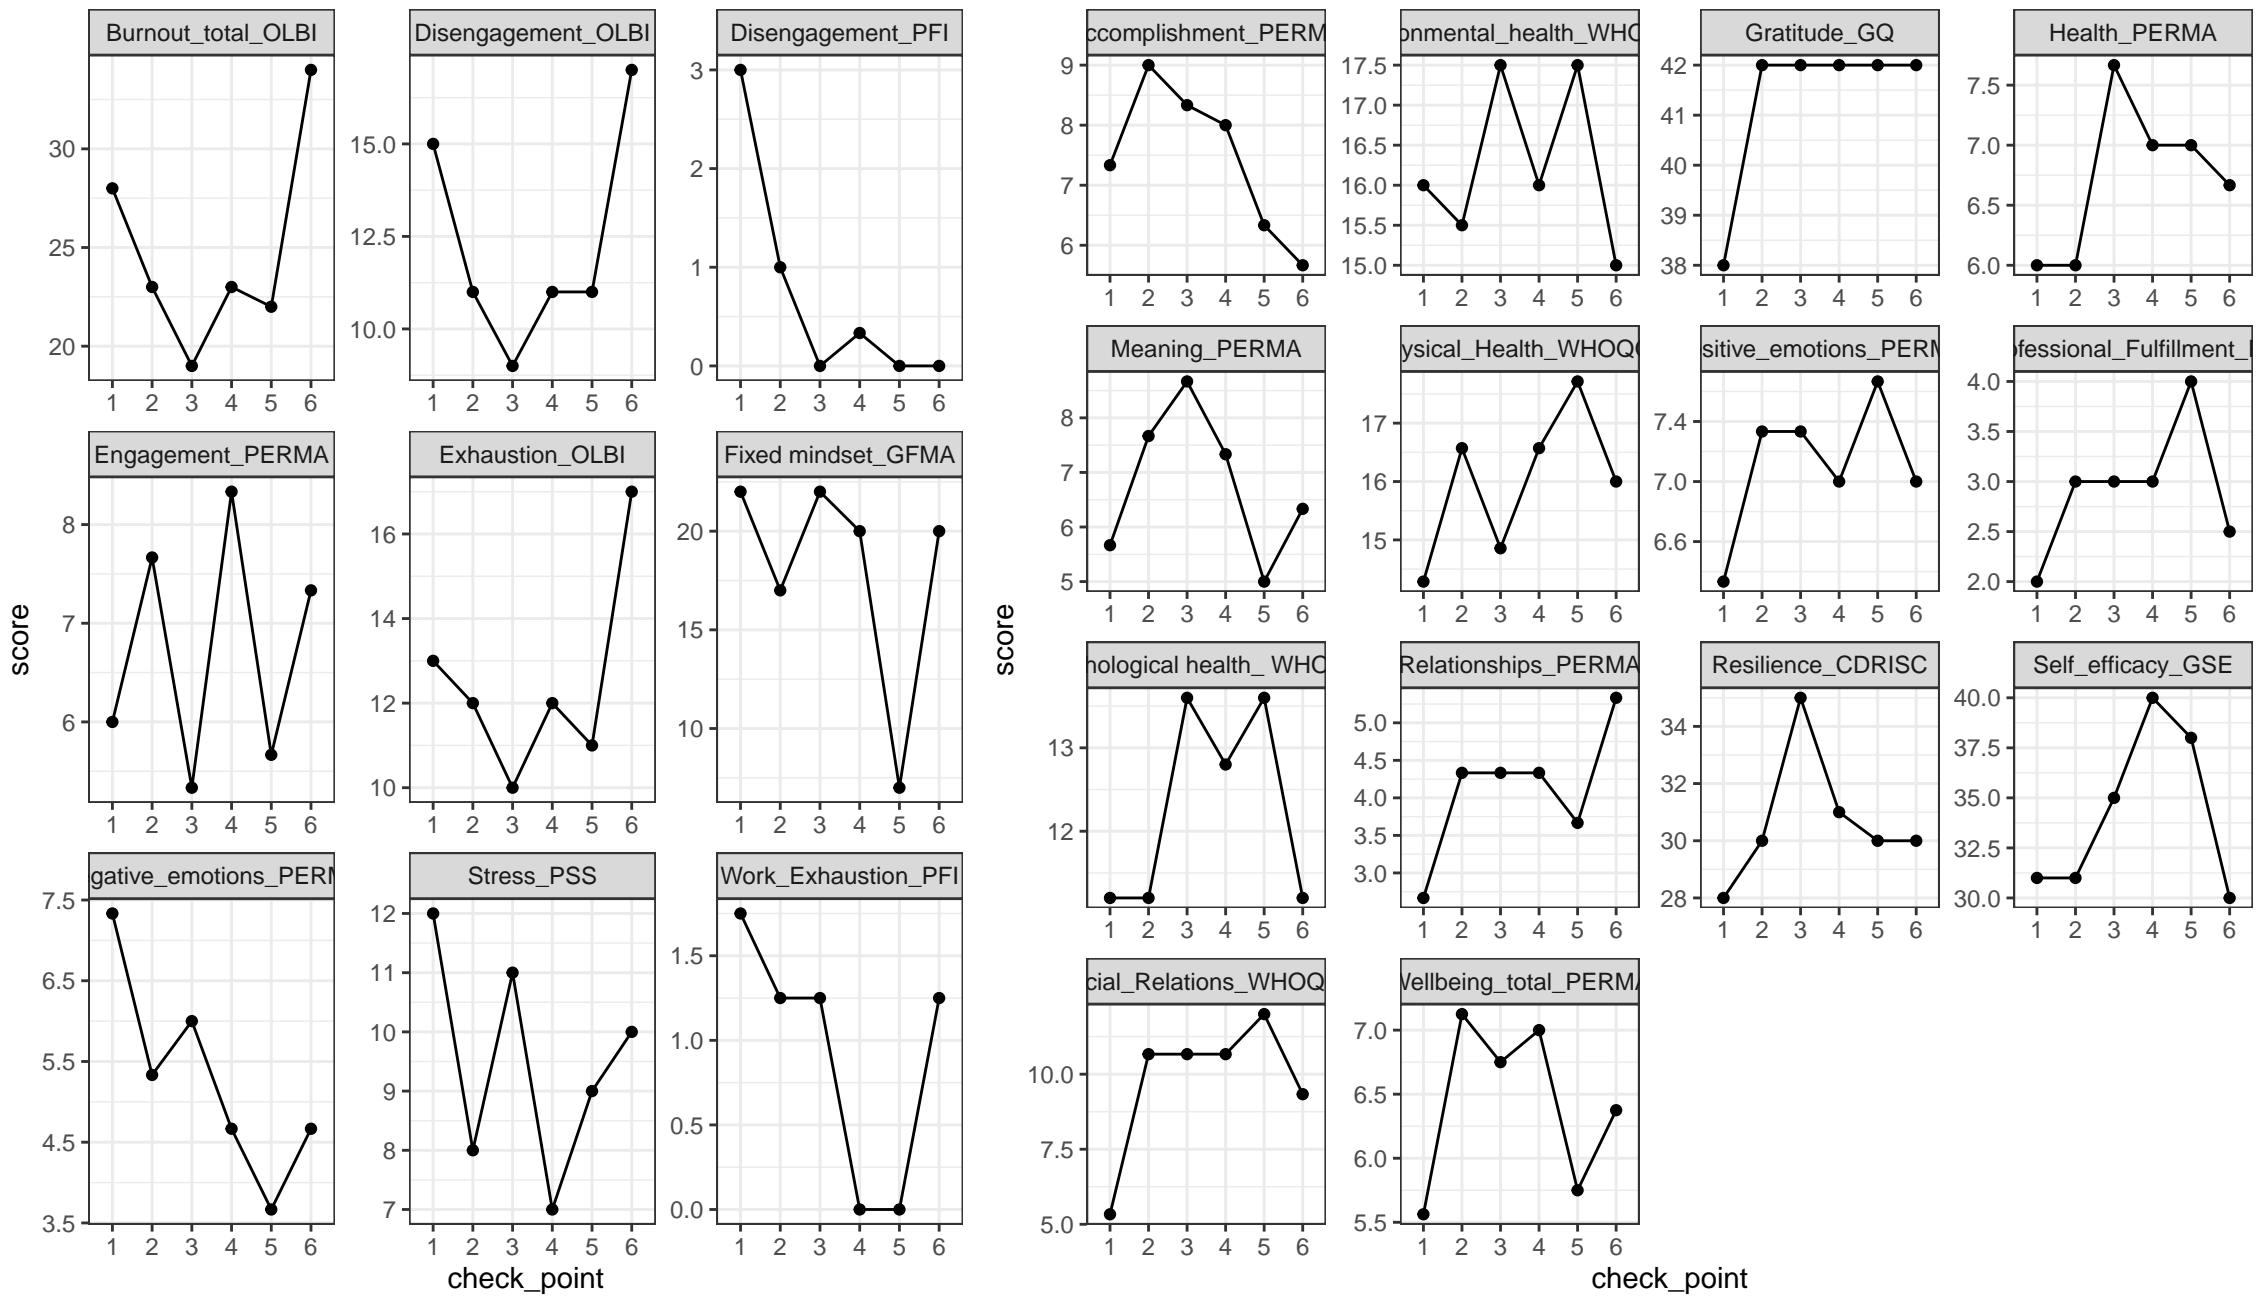 Burnout_total_OLBI
Disengagement_OLBI
Disengagement_PFI
30
25
20
1 2 3 4 5 6
15.0
12.5
10.0
1 2 3 4 5 6
3
2
1
0
1 2 3 4 5 6
Engagement_PERMA
Exhaustion_OLBI
Fixed mindset_GFMA
8
7
6
1 2 3 4 5 6
16
14
12
10
1 2 3 4 5 6
20
15
10
1 2 3 4 5 6
gative_emotions_PERM
Stress_PSS
Work_Exhaustion_PFI
7.5
6.5
5.5
4.5
3.5
1 2 3 4 5 6
12
11
10
9
8
7
1 2 3 4 5 6
1.5
1.0
0.5
0.0
1 2 3 4 5 6
score
check_point
ccomplishment_PERM
onmental_health_WHO
Gratitude_GQ
Health_PERMA
9
8
7
6
1 2 3 4 5 6
17.5
17.0
16.5
16.0
15.5
15.0
1 2 3 4 5 6
42
41
40
39
38
1 2 3 4 5 6
7.5
7.0
6.5
6.0
1 2 3 4 5 6
Meaning_PERMA
ysical_Health_WHOQ
sitive_emotions_PERM
ofessional_Fulfillment_
8
7
6
5
1 2 3 4 5 6
17
16
15
1 2 3 4 5 6
7.4
7.0
6.6
1 2 3 4 5 6
4.0
3.5
3.0
2.5
2.0
1 2 3 4 5 6
hological health_ WHO
Relationships_PERMA
Resilience_CDRISC
Self_efficacy_GSE
13
12
1 2 3 4 5 6
5.0
4.5
4.0
3.5
3.0
1 2 3 4 5 6
34
32
30
28
1 2 3 4 5 6
40.0
37.5
35.0
32.5
30.0
1 2 3 4 5 6
cial_Relations_WHOQ
Wellbeing_total_PERMA
10.0
7.5
5.0
1 2 3 4 5 6
7.0
6.5
6.0
5.5
1 2 3 4 5 6
score
check_point